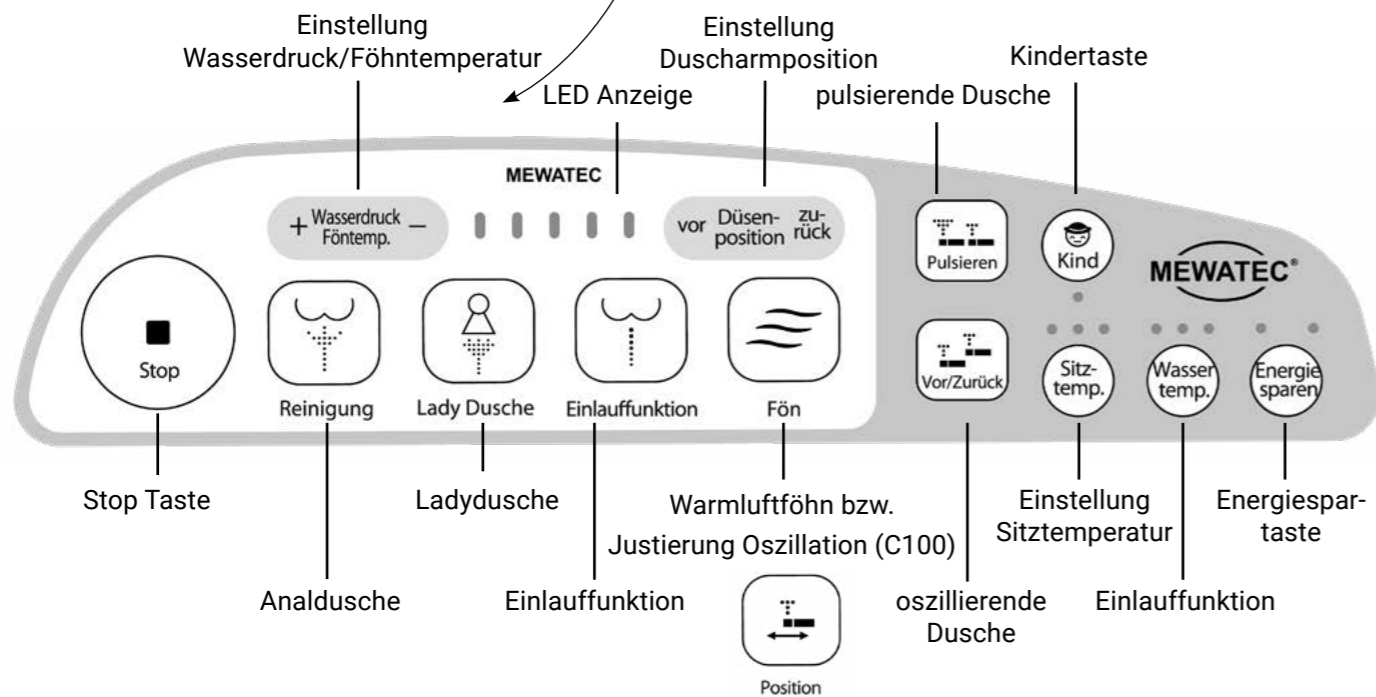 Einstellung
Wasserdruck/Föhntemperatur
Einstellung
Duscharmposition
Kindertaste
LED Anzeige
pulsierende Dusche
MEWATEC
+ Wasserdruck –
Föntemp.
vor Düsen- zu-
position rück
Pulsieren
Kind
MEWATEC®
Stop
Vor/Zurück
Sitz-
temp.
Wasser
temp.
Energie
sparen
Reinigung
Lady Dusche
Einlauffunktion
Fön
Stop Taste
Ladydusche
Warmluftföhn bzw.
Justierung Oszillation (C100)
Einstellung
Sitztemperatur
Energiespar-
taste
Analdusche
Einlauffunktion
oszillierende
Dusche
Einlauffunktion
Position